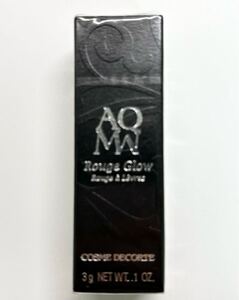 AQ
MW
Rouge Glow
Rouge à Lèvres
COSME DECORTE
3g NET WT. .1 OZ.